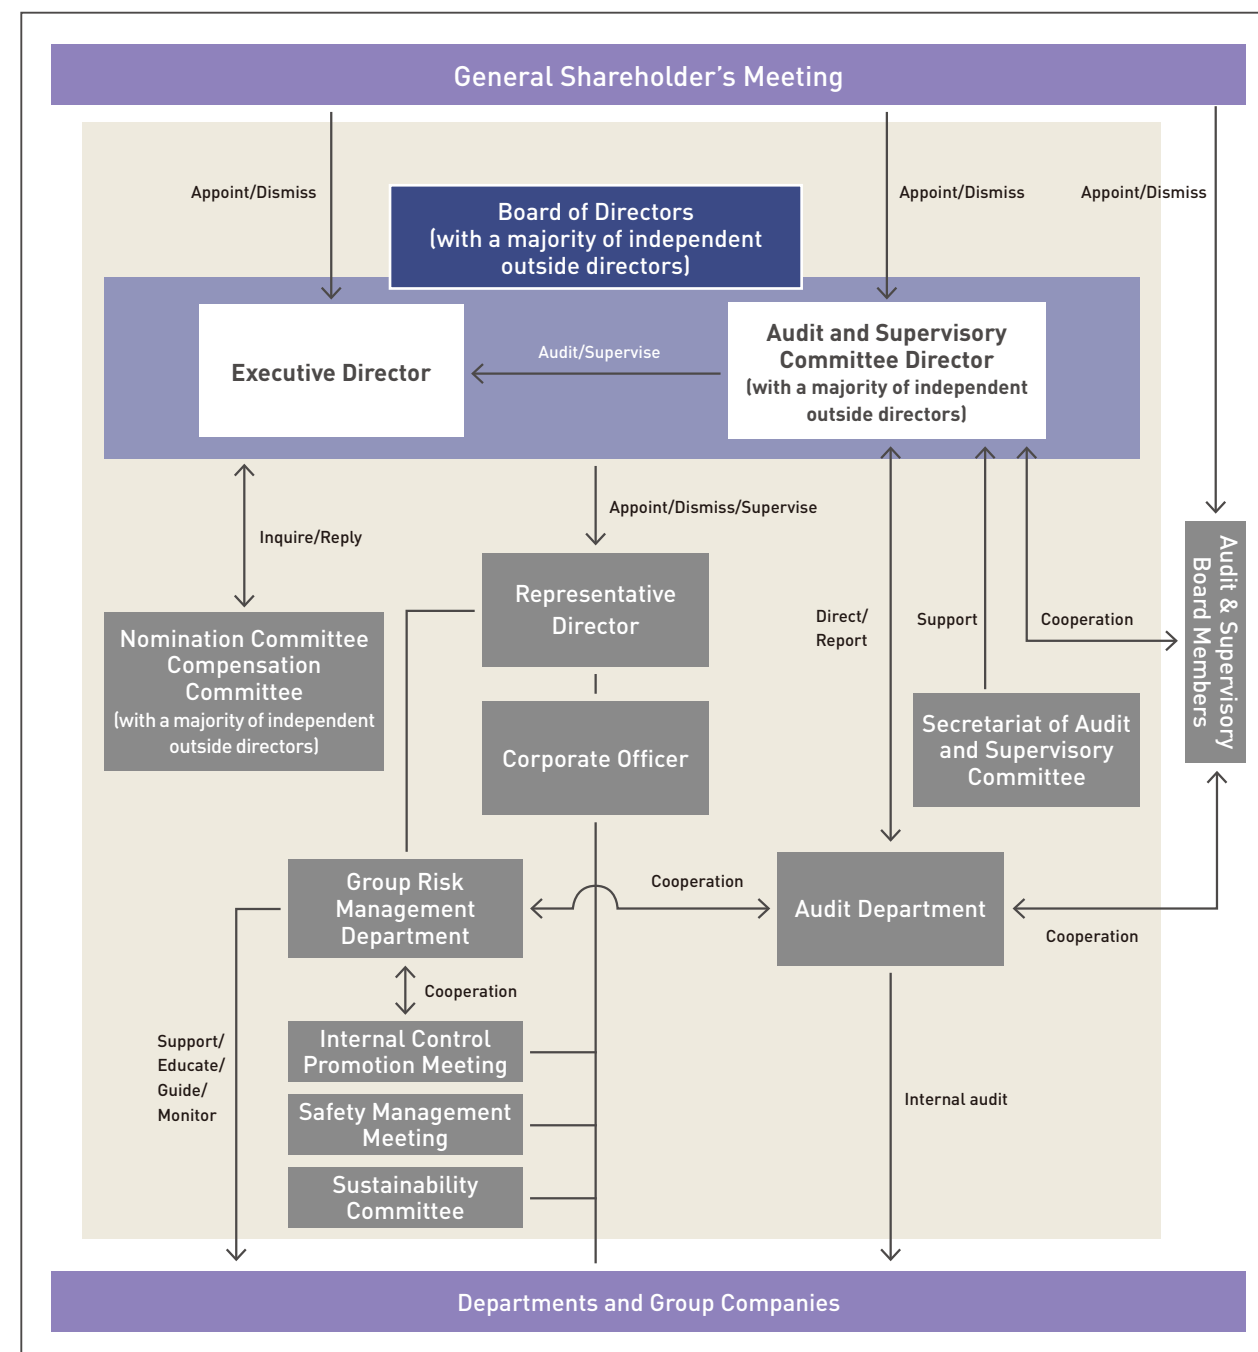 General Shareholder's Meeting
Appoint/Dismiss
Appoint/Dismiss
Appoint/Dismiss
Board of Directors
(with a majority of independent
outside directors)
Executive Director
Audit/Supervise
Audit and Supervisory
Committee Director
(with a majority of independent
outside directors)
Inquire/Reply
Appoint/Dismiss/Supervise
Representative
Director
Direct/
Report
Support
Cooperation
Audit & Supervisory
Board Members
Nomination Committee
Compensation
Committee
(with a majority of independent
outside directors)
Corporate Officer
Secretariat of Audit
and Supervisory
Committee
Group Risk
Management
Department
Cooperation
Audit Department
Cooperation
Cooperation
Support/
Educate/
Guide/
Monitor
Internal Control
Promotion Meeting
Safety Management
Meeting
Sustainability
Committee
Internal audit
Departments and Group Companies